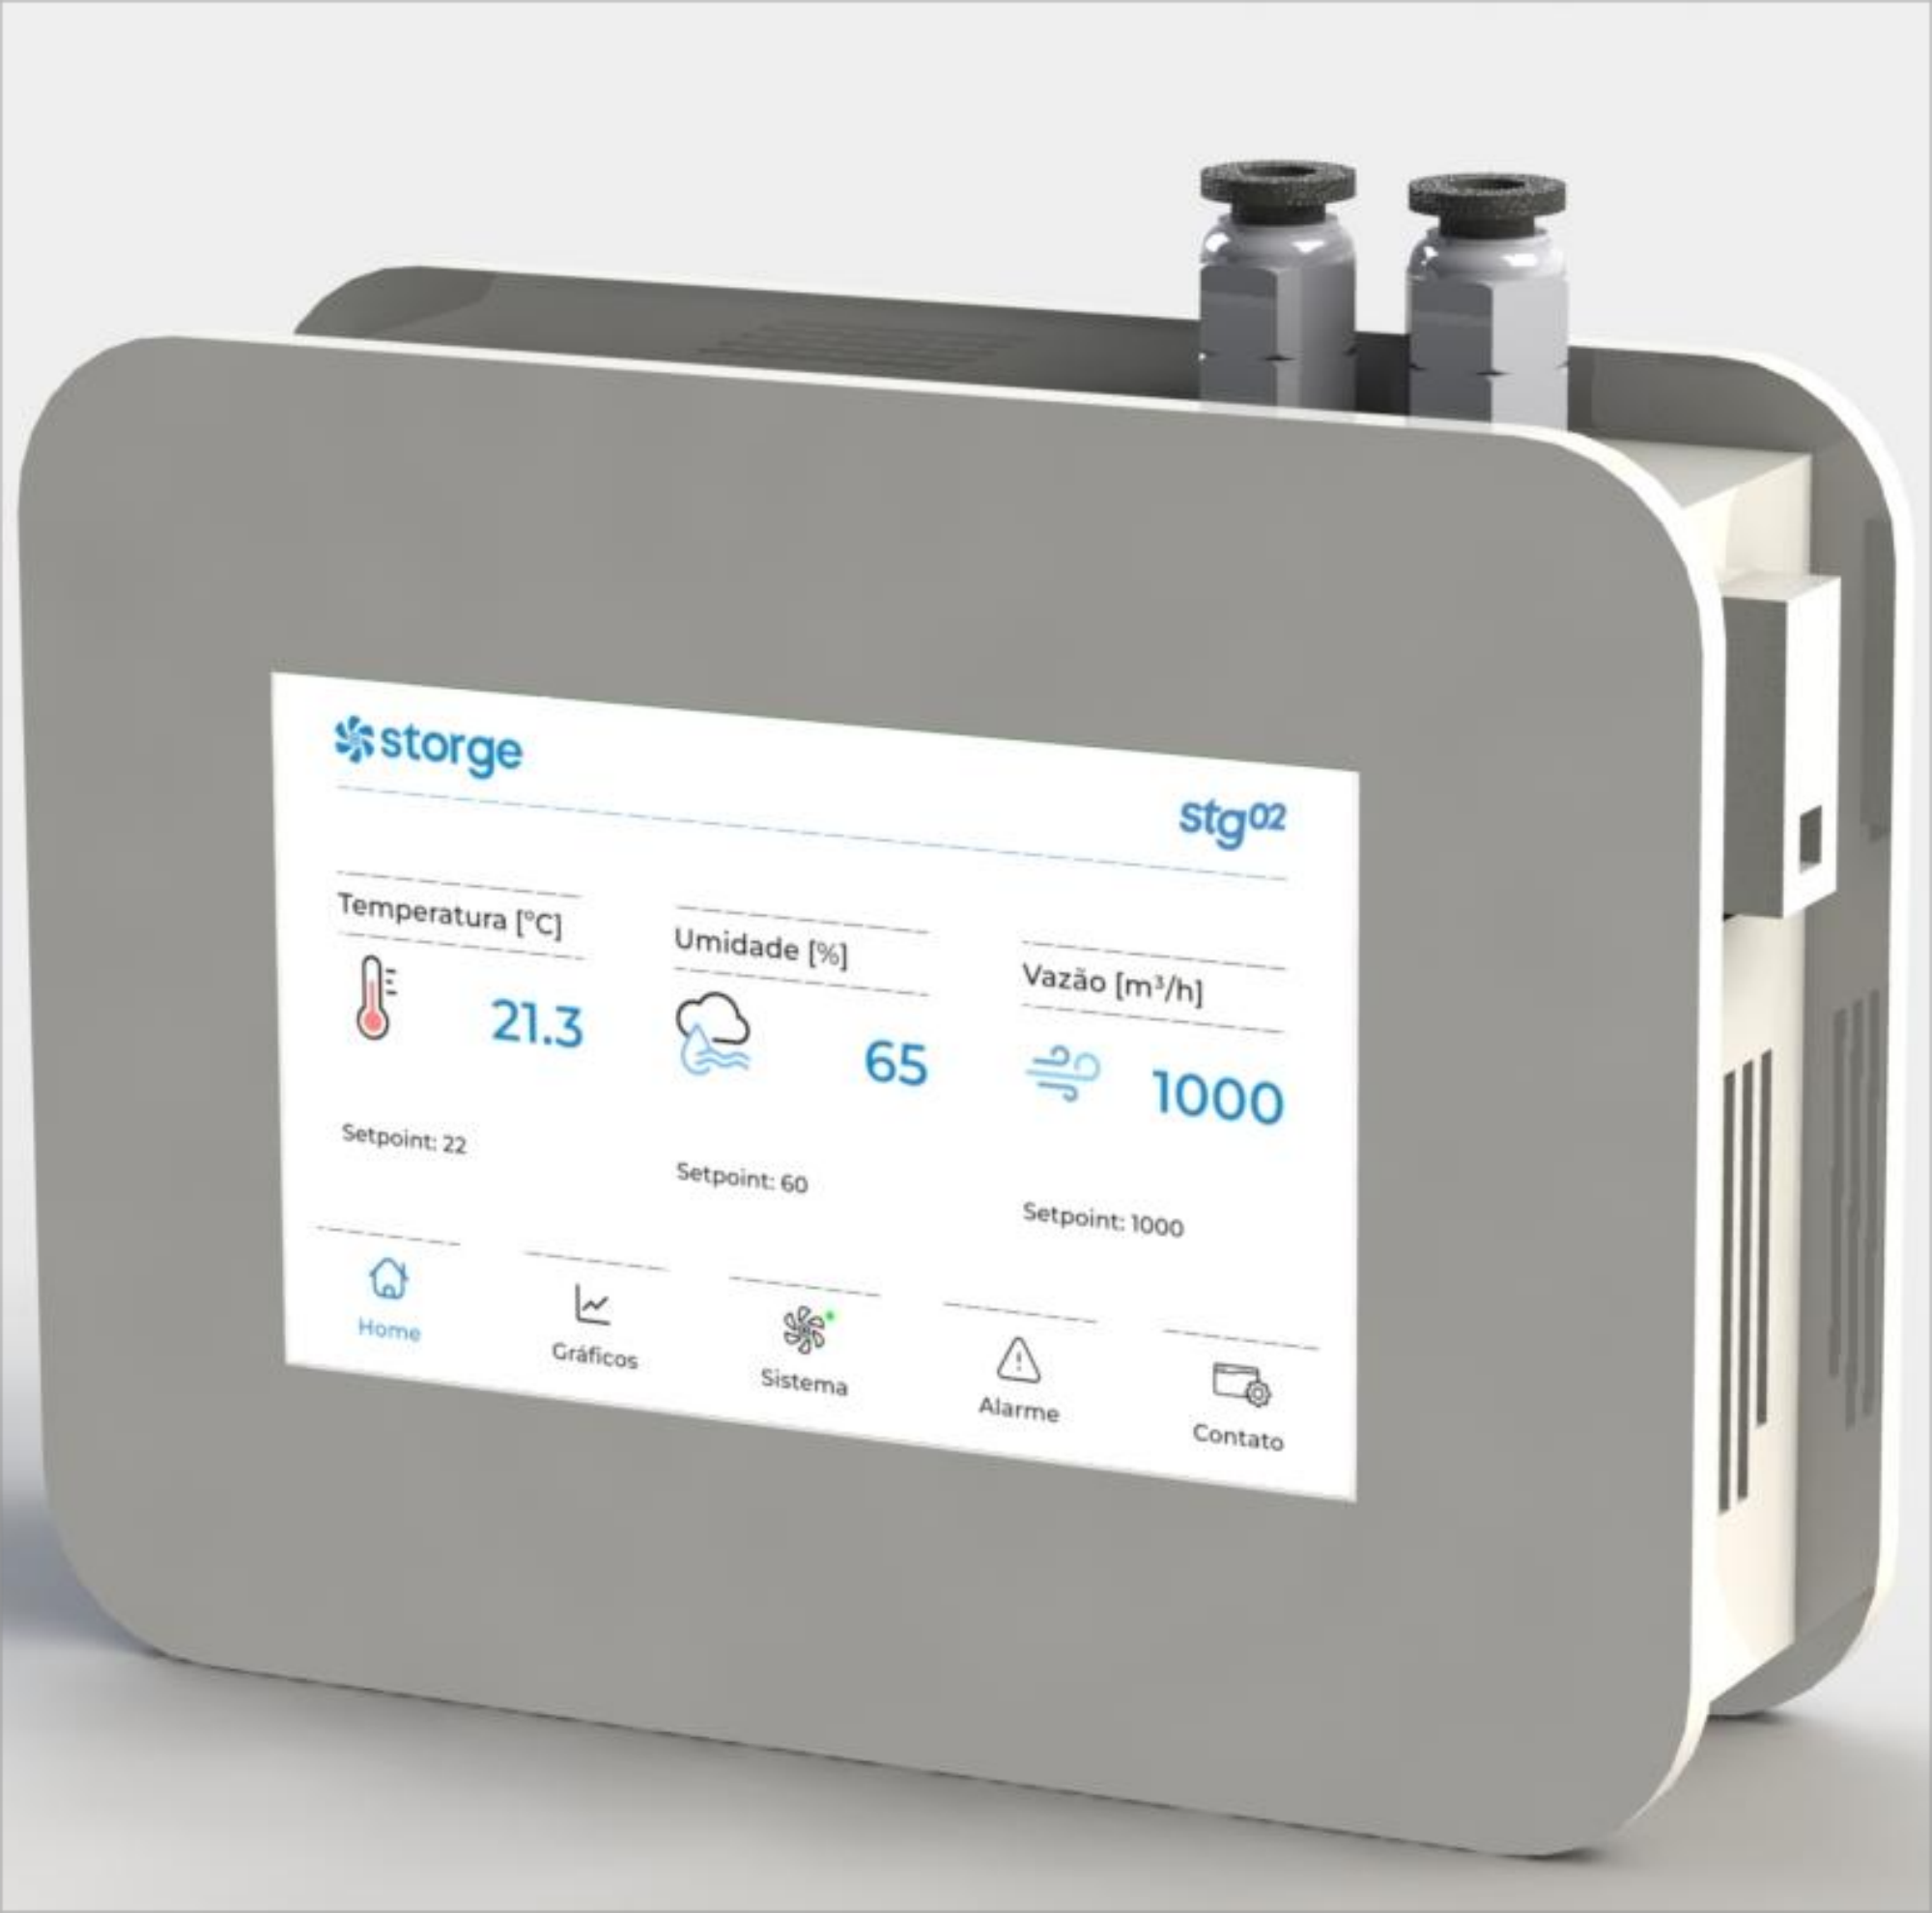 storge
stg02
Temperatura [°C]
Umidade [%]
Vazão [m³/h]
21.3
65
1000
Setpoint: 22
Setpoint: 60
Setpoint: 1000
Home
Gráficos
Sistema
Alarme
Contato